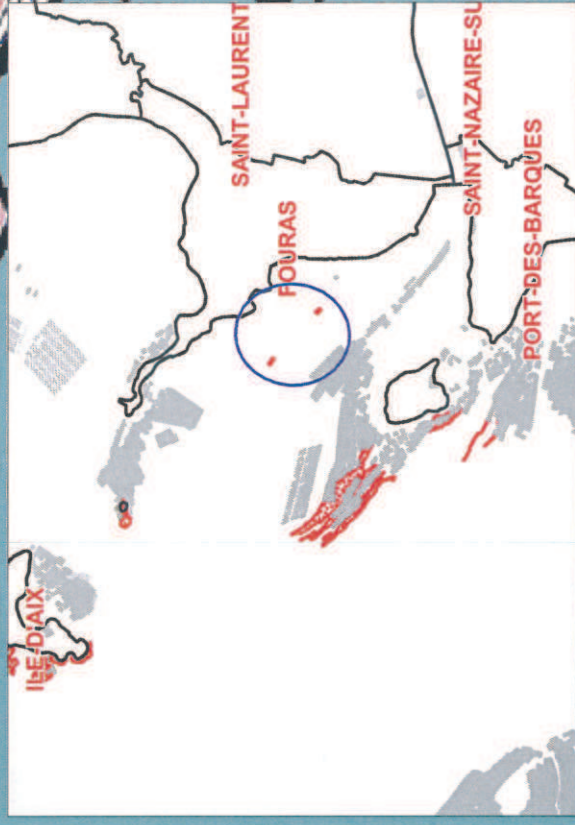 SAINT-LAURENT
FOURAS
SAINT-NAZAIRE-SU
PORT-DES-BARQUES
ILE-D'AIX